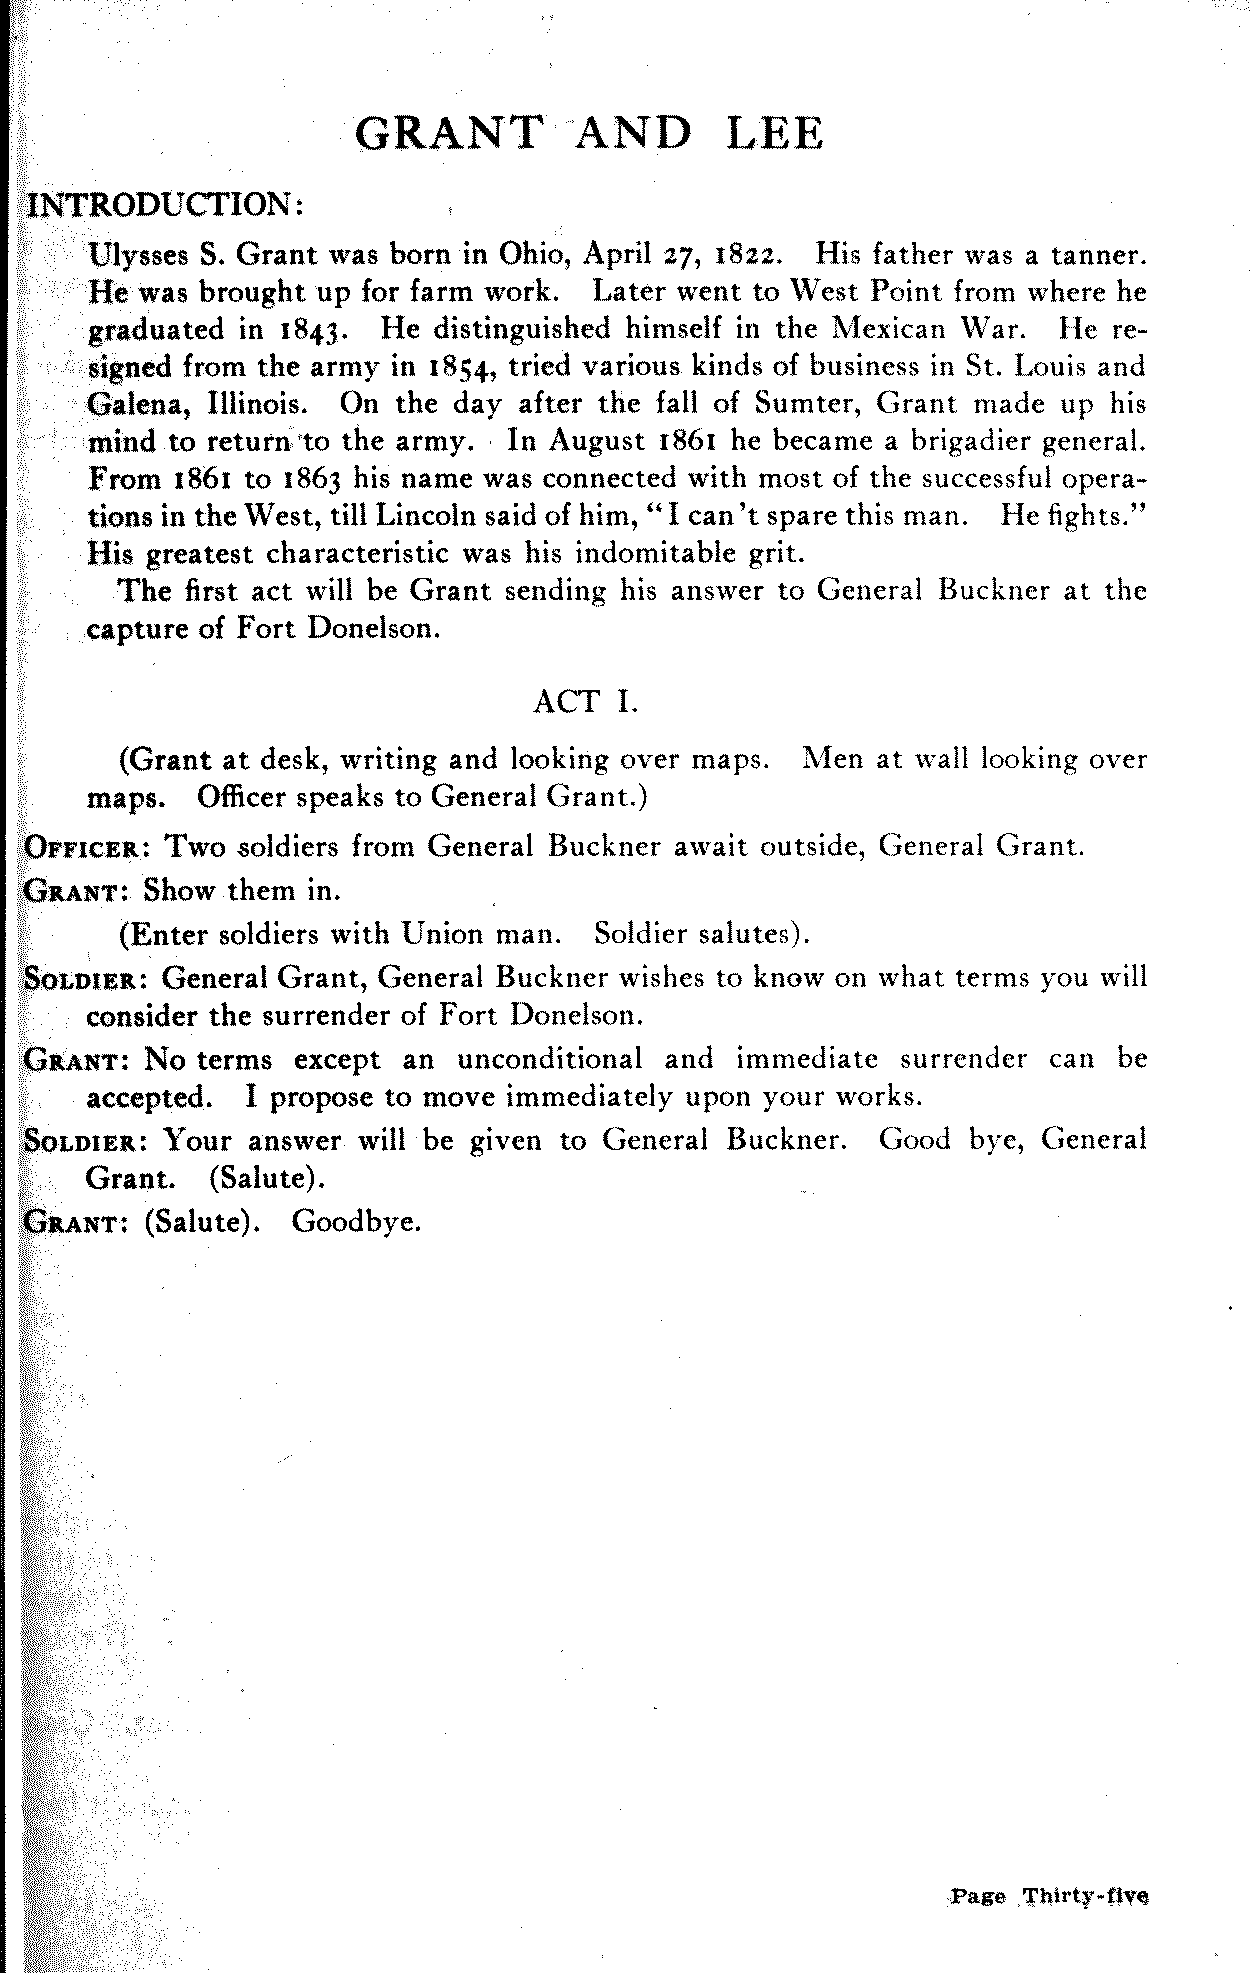 GRANT AND LEE
INTRODUCTION:
Ulysses S. Grant was born in Ohio, April 27, 1822. His father was a tanner.
He was brought up for farm work. Later went to West Point from where he
graduated in 1843. He distinguished himself in the Mexican War. He re-
signed from the army in 1854, tried various kinds of business in St. Louis and
Galena, Illinois. On the day after the fall of Sumter, Grant made up his
mind to return to the army. In August 1861 he became a brigadier general.
From 1861 to 1863 his name was connected with most of the successful opera-
tions in the West, till Lincoln said of him, "I can't spare this man. He fights."
His greatest characteristic was his indomitable grit.
The first act will be Grant sending his answer to General Buckner at the
capture of Fort Donelson.
ACT I.
(Grant at desk, writing and looking over maps. Men at wall looking over
maps. Officer speaks to General Grant.)
OFFICER: Two soldiers from General Buckner await outside, General Grant.
GRANT: Show them in.
(Enter soldiers with Union man. Soldier salutes).
SOLDIER: General Grant, General Buckner wishes to know on what terms you will
consider the surrender of Fort Donelson.
GRANT: No terms except an unconditional and immediate surrender can be
accepted. I propose to move immediately upon your works.
SOLDIER: Your answer will be given to General Buckner. Good bye, General
Grant. (Salute).
GRANT: (Salute). Goodbye.
Page Thirty-five